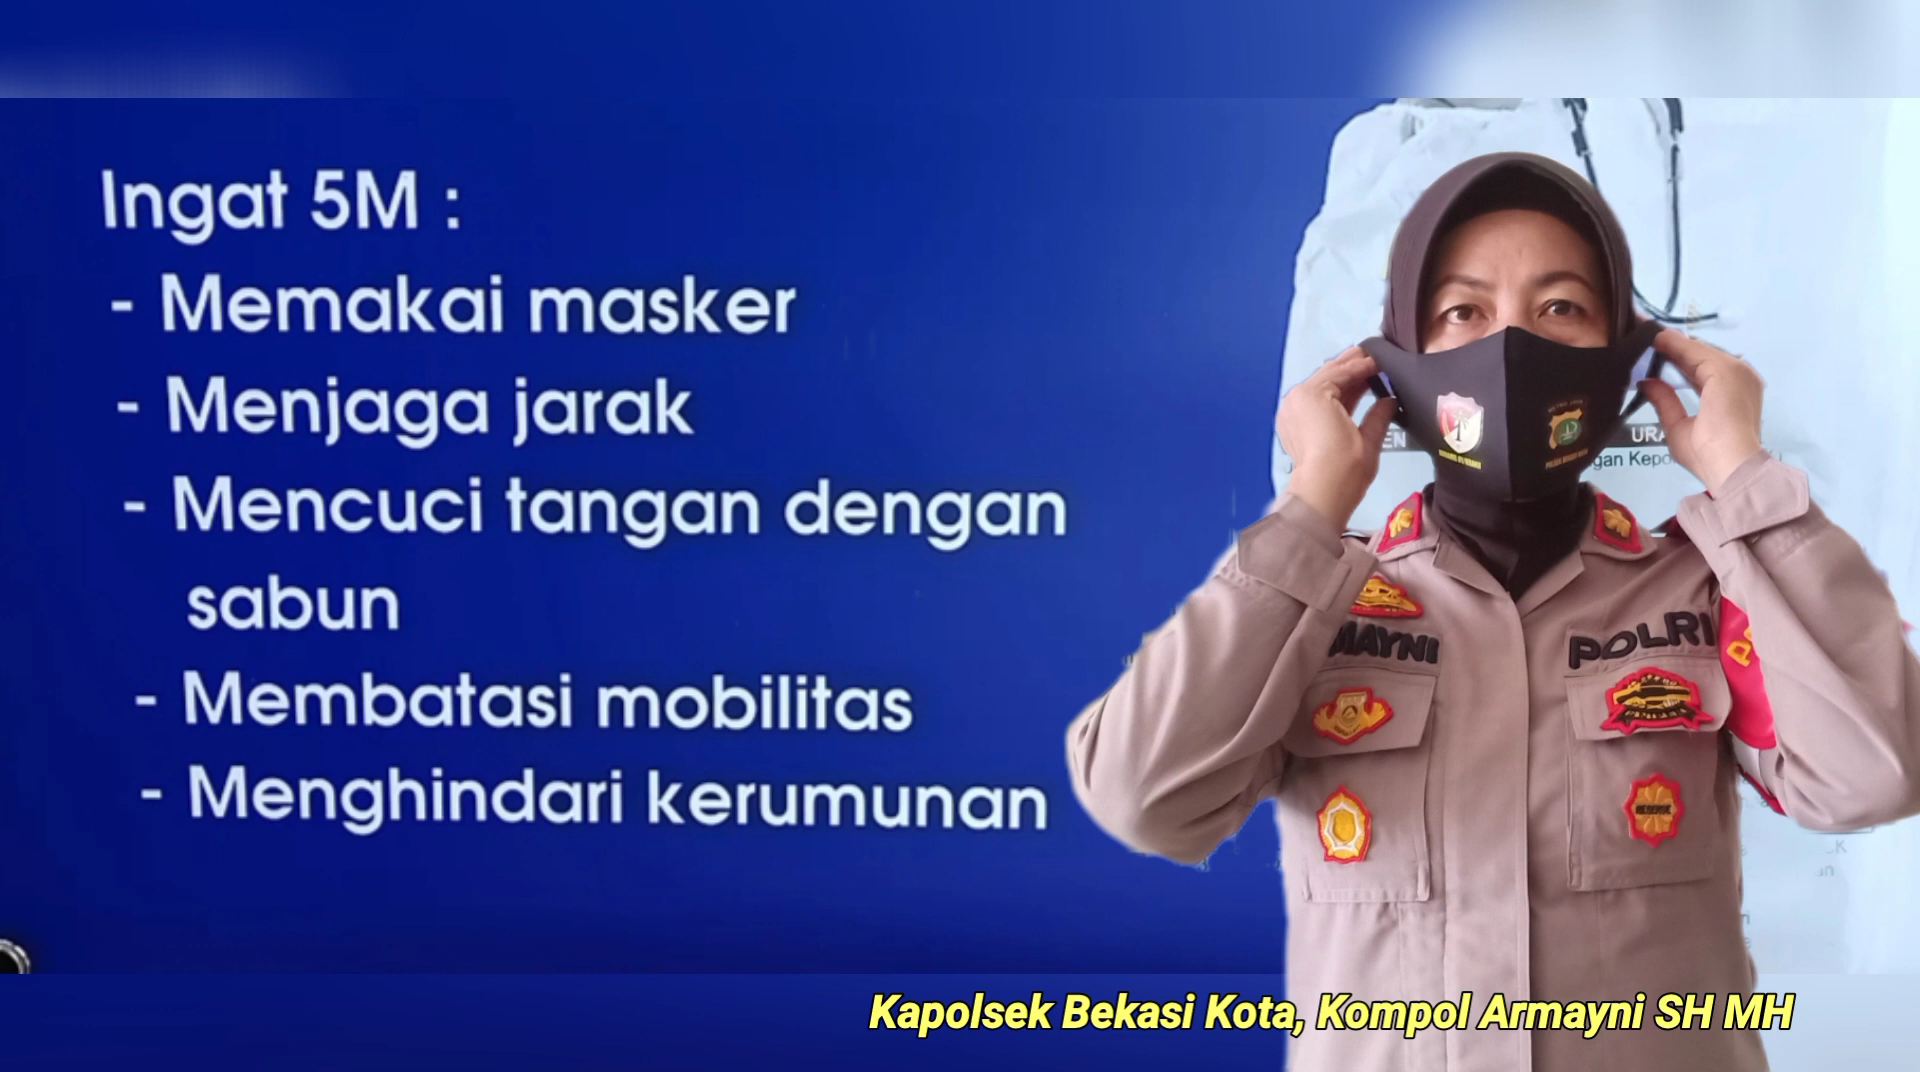 Ingat 5M :
- Memakai masker
- Menjaga jarak
- Mencuci tangan dengan
sabun
- Membatasi mobilitas
- Menghindari kerumunan
MAYNI
POLRI
Kapolsek Bekasi Kota, Kompol Armayni SH MH